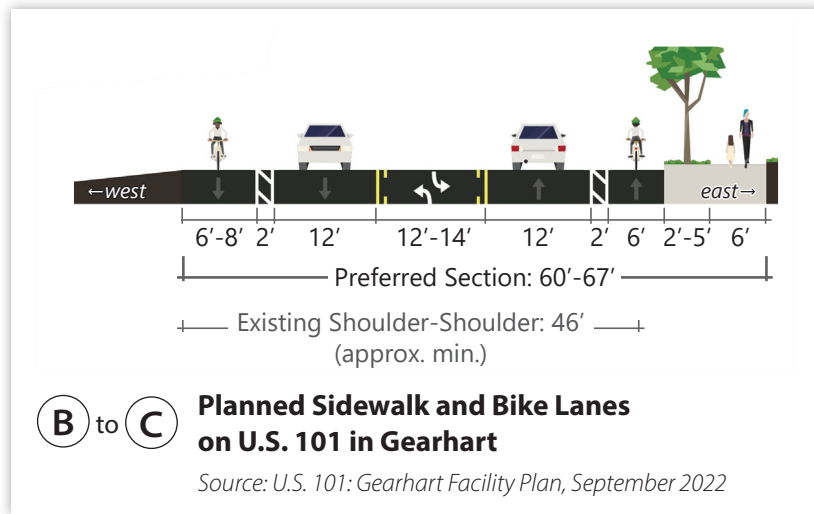 ←west
east→
6’-8’ 2’ 12’ 12’-14’ 12’ 2’ 6’ 2’-5’ 6’
Preferred Section: 60’-67’
Existing Shoulder-Shoulder: 46’
(approx. min.)
B to C
Planned Sidewalk and Bike Lanes
on U.S. 101 in Gearhart
Source: U.S. 101: Gearhart Facility Plan, September 2022